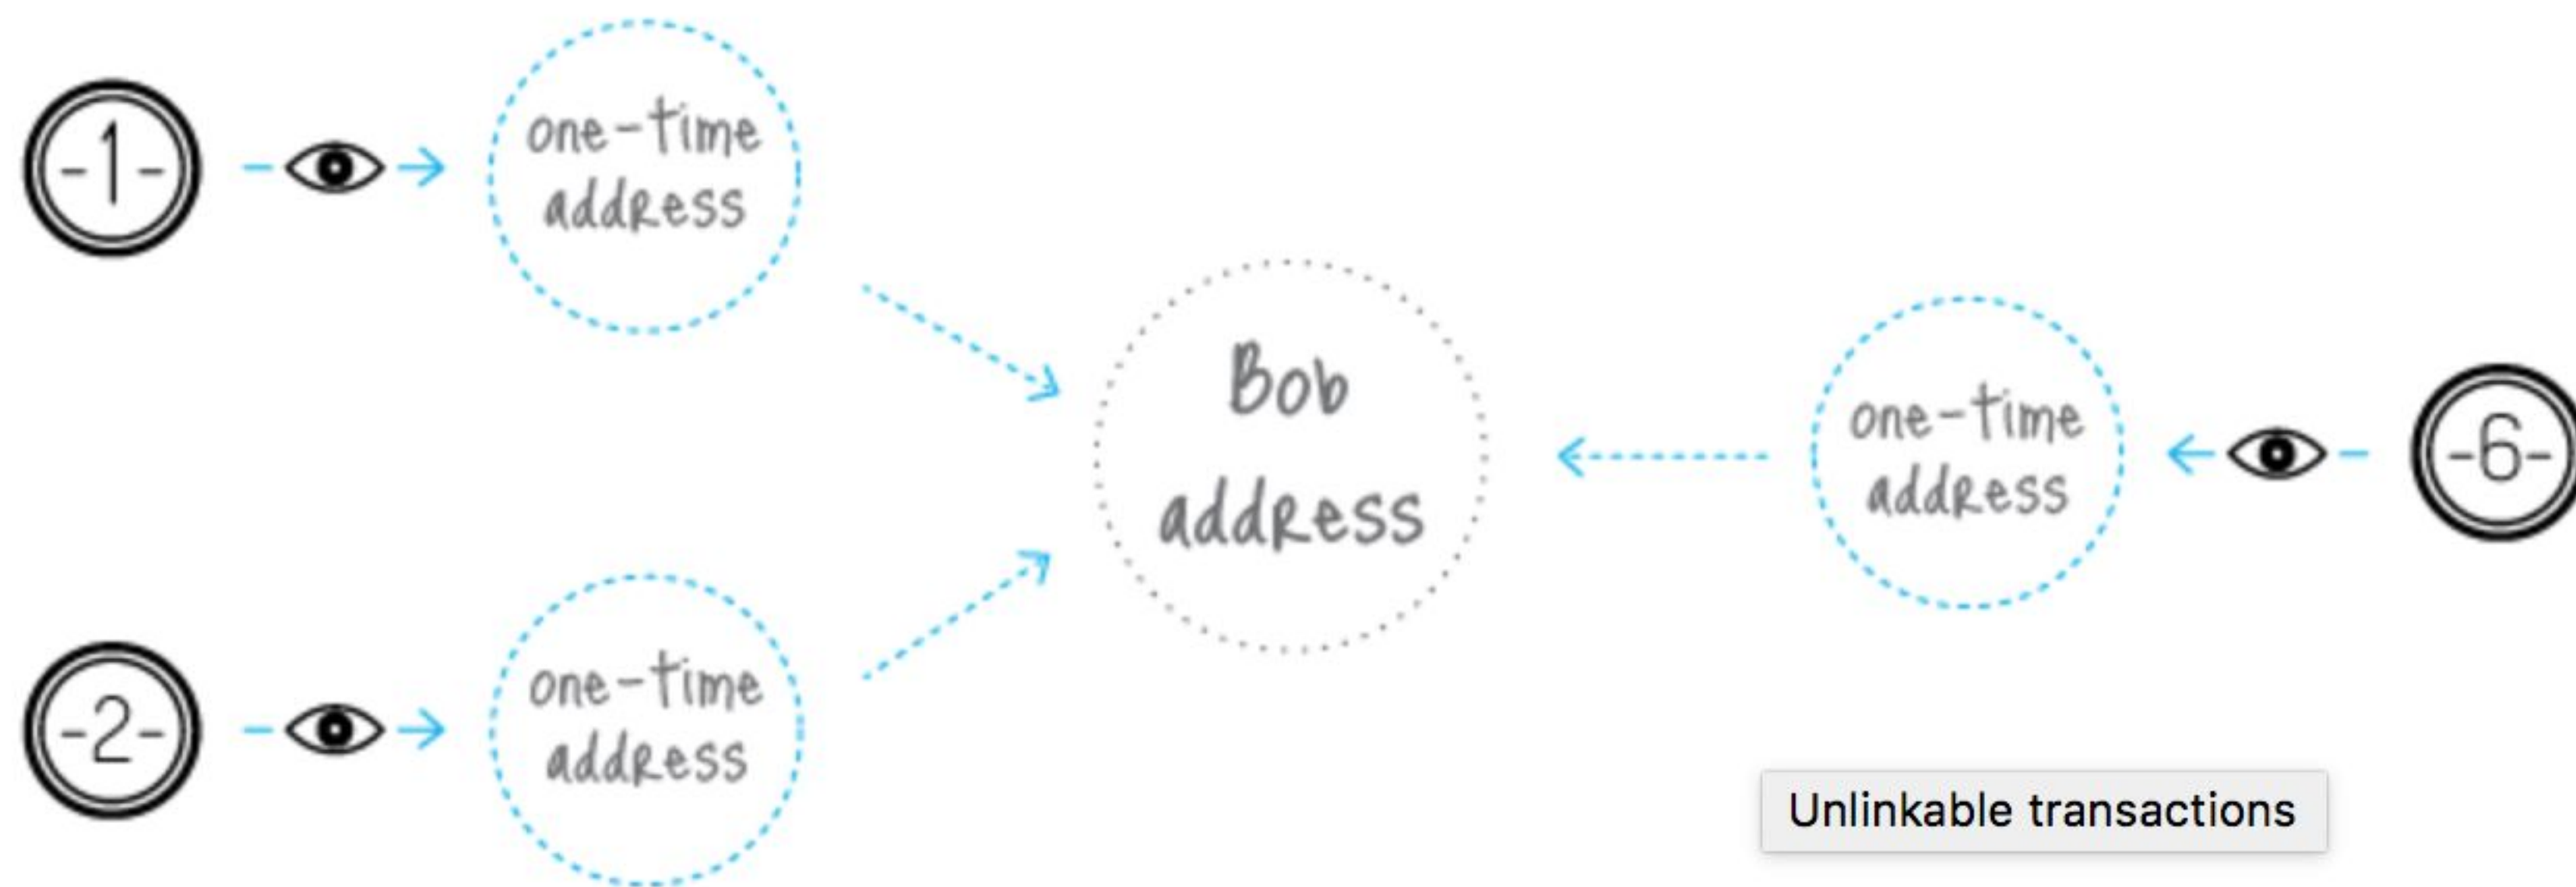 -1-
one-time
address
-2-
one-time
address
Bob
address
one-time
address
-6-
Unlinkable transactions